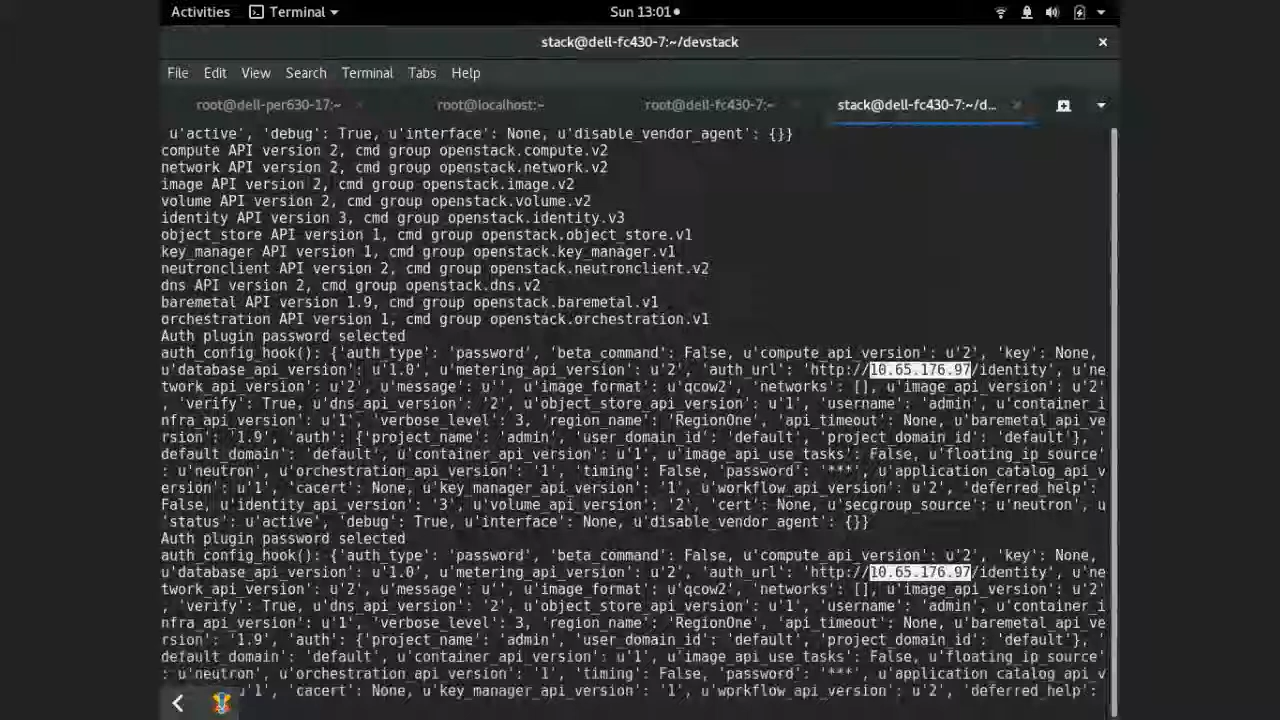 Activities Terminal Sun 13:01
stack@dell-fc430-7:~/devstack ×
File Edit View Search Terminal Tabs Help
root@dell-per630-17:~ × root@localhost:~ root@dell-fc430-7:~ × stack@dell-fc430-7:~/d... ×
u'active', 'debug': True, u'interface': None, u'disable_vendor_agent': {}}
compute API version 2, cmd group openstack.compute.v2
network API version 2, cmd group openstack.network.v2
image API version 2, cmd group openstack.image.v2
volume API version 2, cmd group openstack.volume.v2
identity API version 3, cmd group openstack.identity.v3
object_store API version 1, cmd group openstack.object_store.v1
key_manager API version 1, cmd group openstack.key_manager.v1
neutronclient API version 2, cmd group openstack.neutronclient.v2
dns API version 2, cmd group openstack.dns.v2
baremetal API version 1.9, cmd group openstack.baremetal.v1
orchestration API version 1, cmd group openstack.orchestration.v1
Auth plugin password selected
auth_config_hook(): {'auth_type': 'password', 'beta_command': False, u'compute_api_version': u'2', 'key': None,
u'database_api_version': u'1.0', u'metering_api_version': u'2', 'auth_url': 'http://10.65.176.97/identity', u'ne
twork_api_version': u'2', u'message': u'', u'image_format': u'qcow2', 'networks': [], u'image_api_version': u'2'
, 'verify': True, u'dns_api_version': '2', u'object_store_api_version': u'1', 'username': 'admin', u'container_i
nfra_api_version': u'1', 'verbose_level': 3, 'region_name': 'RegionOne', 'api_timeout': None, u'baremetal_api_ve
rsion': '1.9', 'auth': {'project_name': 'admin', 'user_domain_id': 'default', 'project_domain_id': 'default'}, '
default_domain': 'default', u'container_api_version': u'1', u'image_api_use_tasks': False, u'floating_ip_source'
: u'neutron', u'orchestration_api_version': '1', 'timing': False, 'password': '***', u'application_catalog_api_v
ersion': u'1', 'cacert': None, u'key_manager_api_version': '1', u'workflow_api_version': u'2', 'deferred_help':
False, u'identity_api_version': '3', u'volume_api_version': '2', 'cert': None, u'secgroup_source': u'neutron', u
'status': u'active', 'debug': True, u'interface': None, u'disable_vendor_agent': {}}
Auth plugin password selected
auth_config_hook(): {'auth_type': 'password', 'beta_command': False, u'compute_api_version': u'2', 'key': None,
u'database_api_version': u'1.0', u'metering_api_version': u'2', 'auth_url': 'http://10.65.176.97/identity', u'ne
twork_api_version': u'2', u'message': u'', u'image_format': u'qcow2', 'networks': [], u'image_api_version': u'2'
, 'verify': True, u'dns_api_version': '2', u'object_store_api_version': u'1', 'username': 'admin', u'container_i
nfra_api_version': u'1', 'verbose_level': 3, 'region_name': 'RegionOne', 'api_timeout': None, u'baremetal_api_ve
rsion': '1.9', 'auth': {'project_name': 'admin', 'user_domain_id': 'default', 'project_domain_id': 'default'}, '
default_domain': 'default', u'container_api_version': u'1', u'image_api_use_tasks': False, u'floating_ip_source'
: u'neutron', u'orchestration_api_version': '1', 'timing': False, 'password': '***', u'application_catalog_api_v
u'1', 'cacert': None, u'key_manager_api_version': '1', u'workflow_api_version': u'2', 'deferred_help':